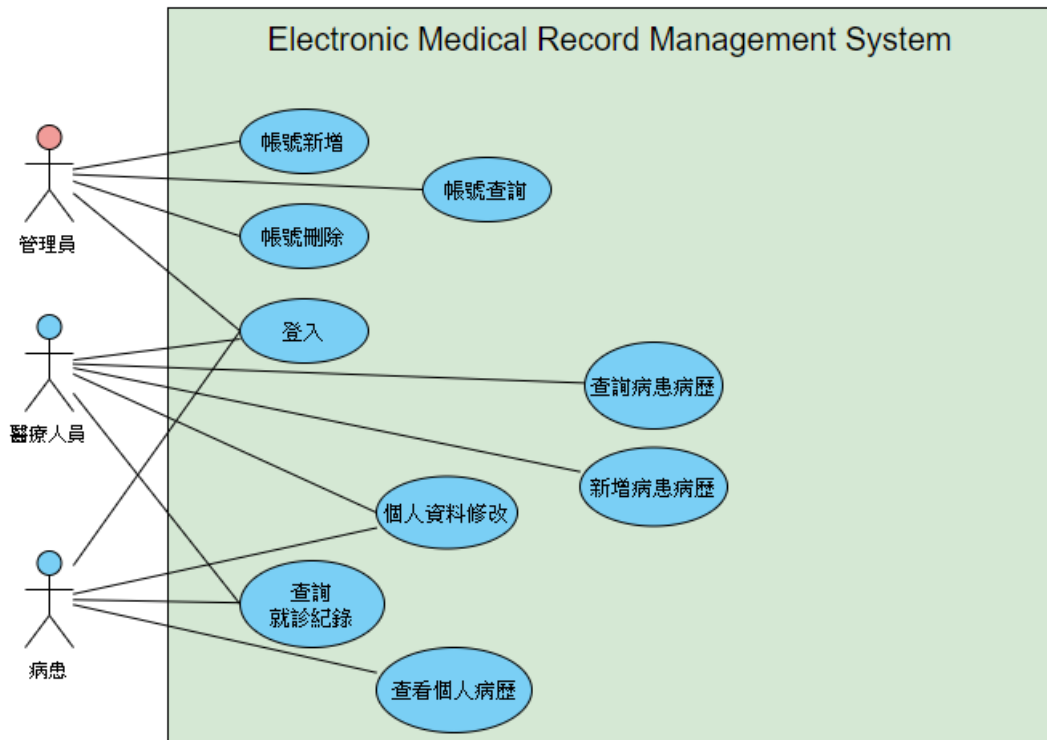 Electronic Medical Record Management System
帳號新增
帳號查詢
管理員
帳號刪除
登入
查詢病患病歷
醫療人員
新增病患病歷
個人資料修改
查詢
就診紀錄
病患
查看個人病歷